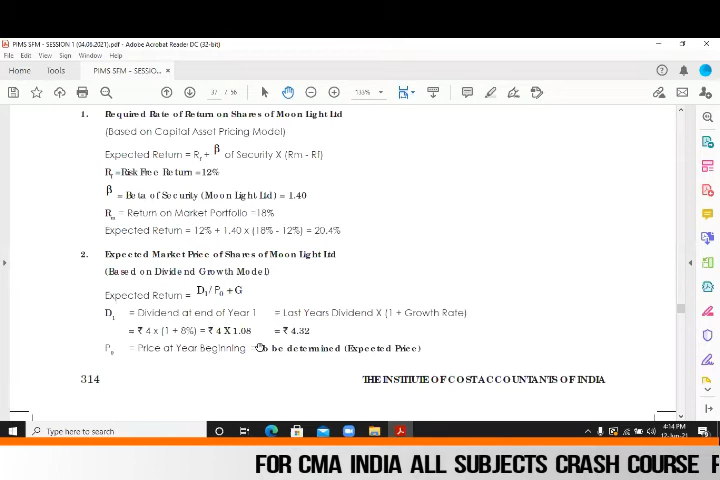 PIMS SFM - SESSION 1 (04.06.2021).pdf - Adobe Acrobat Reader DC (32-bit)
File Edit View Sign Window Help
Home Tools PIMS SFM - SESSIO... ×
37 / 56 133%
1. Required Rate of Return on Shares of Moon Light Ltd
(Based on Capital Asset Pricing Model)
Expected Return = Rf + β of Security X (Rm - Rf)
Rf = Risk Free Return = 12%
β = Beta of Security (Moon Light Ltd) = 1.40
Rm = Return on Market Portfolio =18%
Expected Return = 12% + 1.40 x (18% - 12%) = 20.4%
2. Expected Market Price of Shares of Moon Light Ltd
(Based on Dividend Growth Model)
Expected Return = D1/ P0 + G
D1 = Dividend at end of Year 1 = Last Years Dividend X (1 + Growth Rate)
= ₹ 4 x (1 + 8%) = ₹ 4 X 1.08 = ₹ 4.32
P0 = Price at Year Beginning = be determined (Expected Price)
314 THE INSTITUTE OF COST ACCOUNTANTS OF INDIA
Type here to search
4:14 PM
FOR CMA INDIA ALL SUBJECTS CRASH COURSE